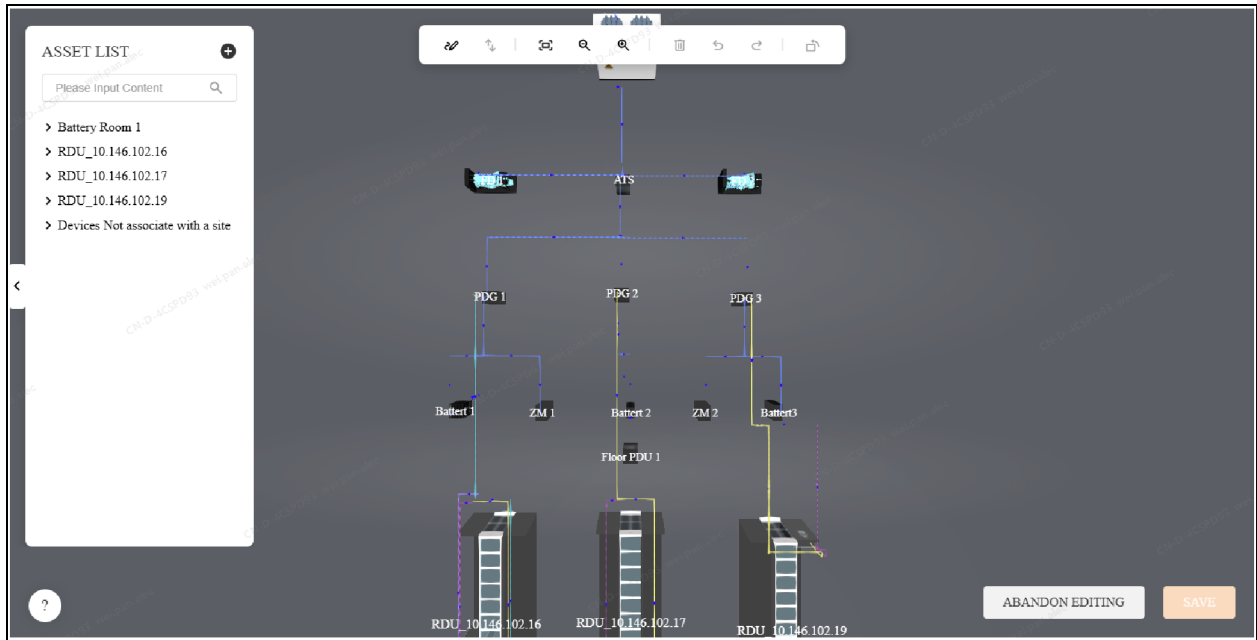 ASSET LIST
Please Input Content
Battery Room 1
RDU_10.146.102.16
RDU_10.146.102.17
RDU_10.146.102.19
Devices Not associate with a site
ATS
PDG 1
PDG 2
PDG 3
Battert 1
ZM 1
Battert 2
ZM 2
Battert3
Floor PDU 1
RDU_10.146.102.16
RDU_10.146.102.17
RDU_10.146.102.19
?
ABANDON EDITING
SAVE